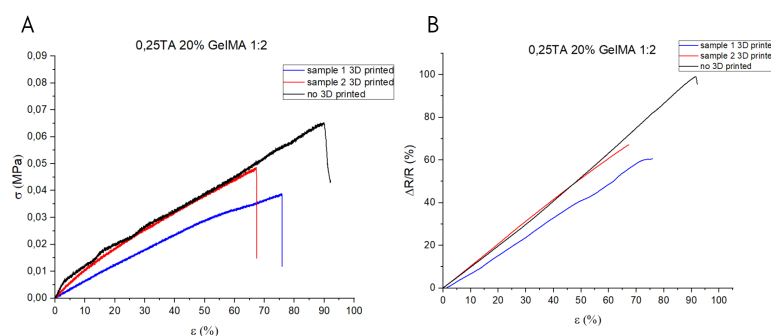 A
0,25TA 20% GelMA 1:2
sample 1 3D printed
sample 2 3D printed
no 3D printed
0,09
0,08
0,07
0,06
0,05
0,04
0,03
0,02
0,01
0,00
σ (MPa)
0 10 20 30 40 50 60 70 80 90 100
ε (%)
B
0,25TA 20% GelMA 1:2
sample 1 3D printed
sample 2 3D printed
no 3D printed
100
80
60
40
20
0
ΔR/R (%)
0 10 20 30 40 50 60 70 80 90 100
ε (%)